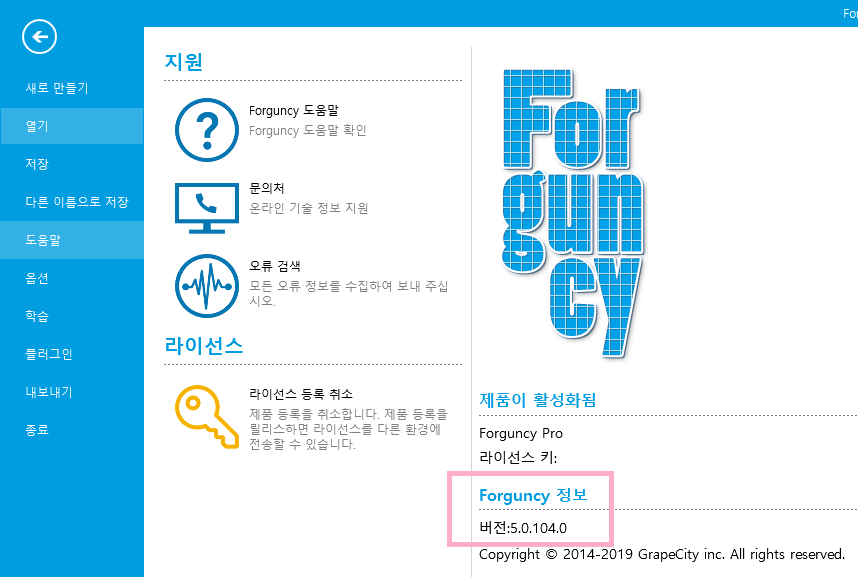 For
새로 만들기
열기
저장
다른 이름으로 저장
도움말
옵션
학습
플러그인
내보내기
종료
지원
Forguncy 도움말
Forguncy 도움말 확인
문의처
온라인 기술 정보 지원
오류 검색
모든 오류 정보를 수집하여 보내 주십
시오.
라이선스
라이선스 등록 취소
제품 등록을 취소합니다. 제품 등록을
릴리스하면 라이선스를 다른 환경에
전송할 수 있습니다.
For
gun
cy
제품이 활성화됨
Forguncy Pro
라이선스 키:
Forguncy 정보
버전:5.0.104.0
Copyright © 2014-2019 GrapeCity inc. All rights reserved.